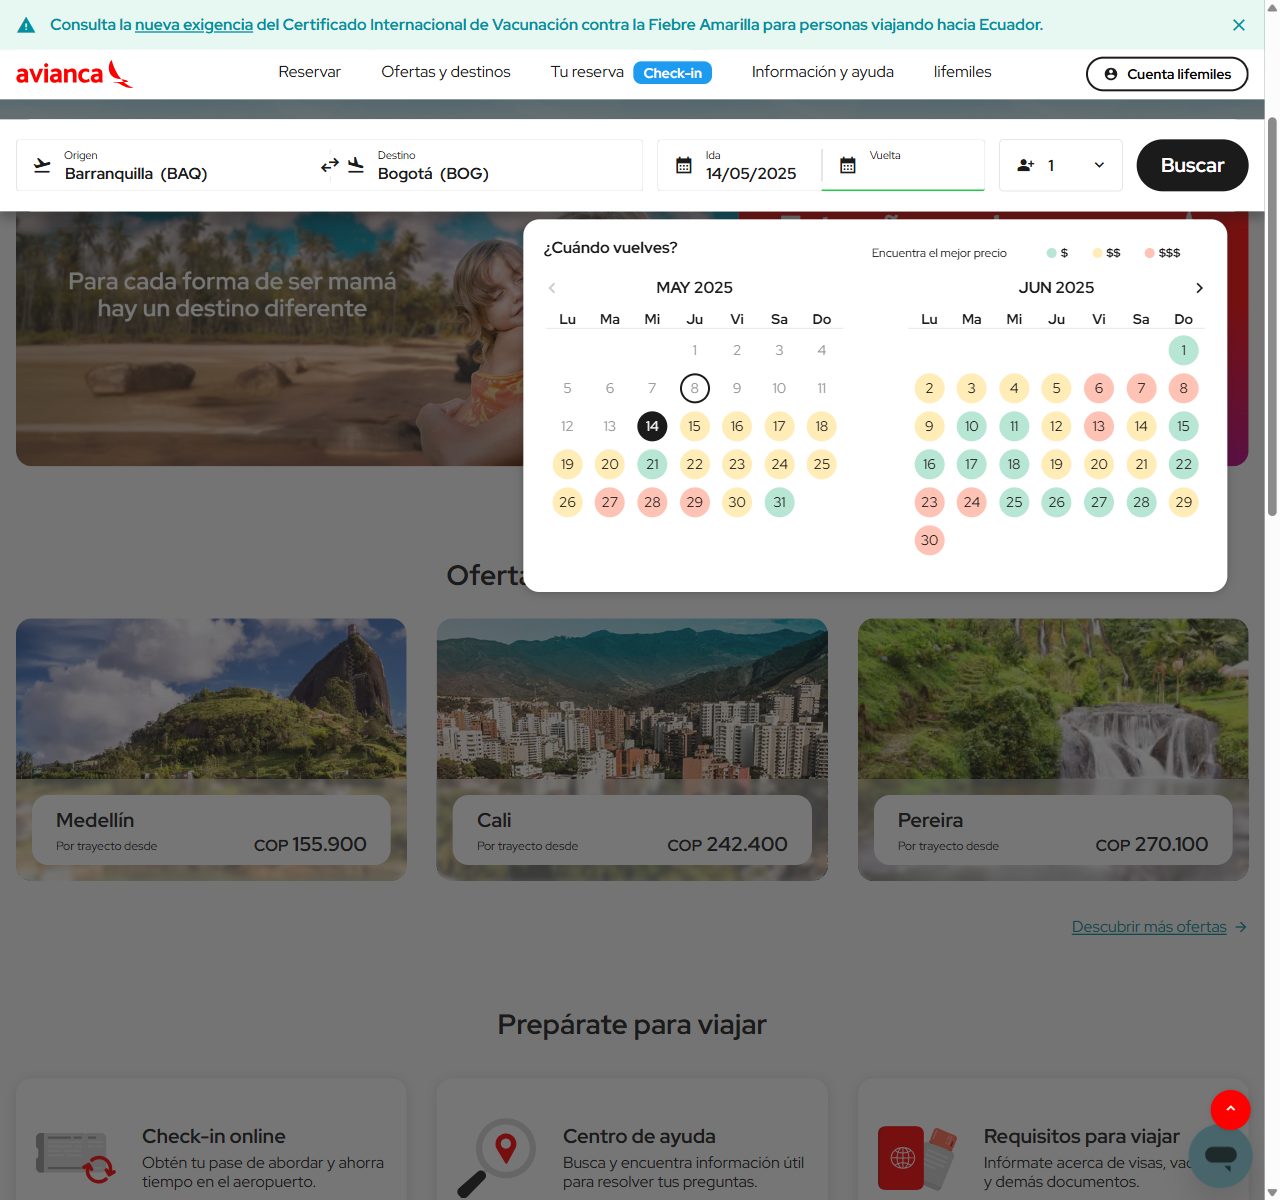 Consulta la nueva exigencia del Certificado Internacional de Vacunación contra la Fiebre Amarilla para personas viajando hacia Ecuador.
avianca
Reservar
Ofertas y destinos
Tu reserva
Check-in
Información y ayuda
lifemiles
Cuenta lifemiles
Origen
Barranquilla (BAQ)
Destino
Bogotá (BOG)
Ida
14/05/2025
Vuelta
1
Buscar
Para cada forma de ser mamá
hay un destino diferente
¿Cuándo vuelves?
Encuentra el mejor precio
$
$$
$$$
MAY 2025
Lu Ma Mi Ju Vi Sa Do
1 2 3 4
5 6 7 8 9 10 11
12 13 14 15 16 17 18
19 20 21 22 23 24 25
26 27 28 29 30 31
JUN 2025
Lu Ma Mi Ju Vi Sa Do
1
2 3 4 5 6 7 8
9 10 11 12 13 14 15
16 17 18 19 20 21 22
23 24 25 26 27 28 29
30
Medellín
Por trayecto desde
COP 155.900
Cali
Por trayecto desde
COP 242.400
Pereira
Por trayecto desde
COP 270.100
Descubrir más ofertas
Prepárate para viajar
Check-in online
Obtén tu pase de abordar y ahorra
tiempo en el aeropuerto.
Centro de ayuda
Busca y encuentra información útil
para resolver tus preguntas.
Requisitos para viajar
Infórmate acerca de visas,
y demás documentos.